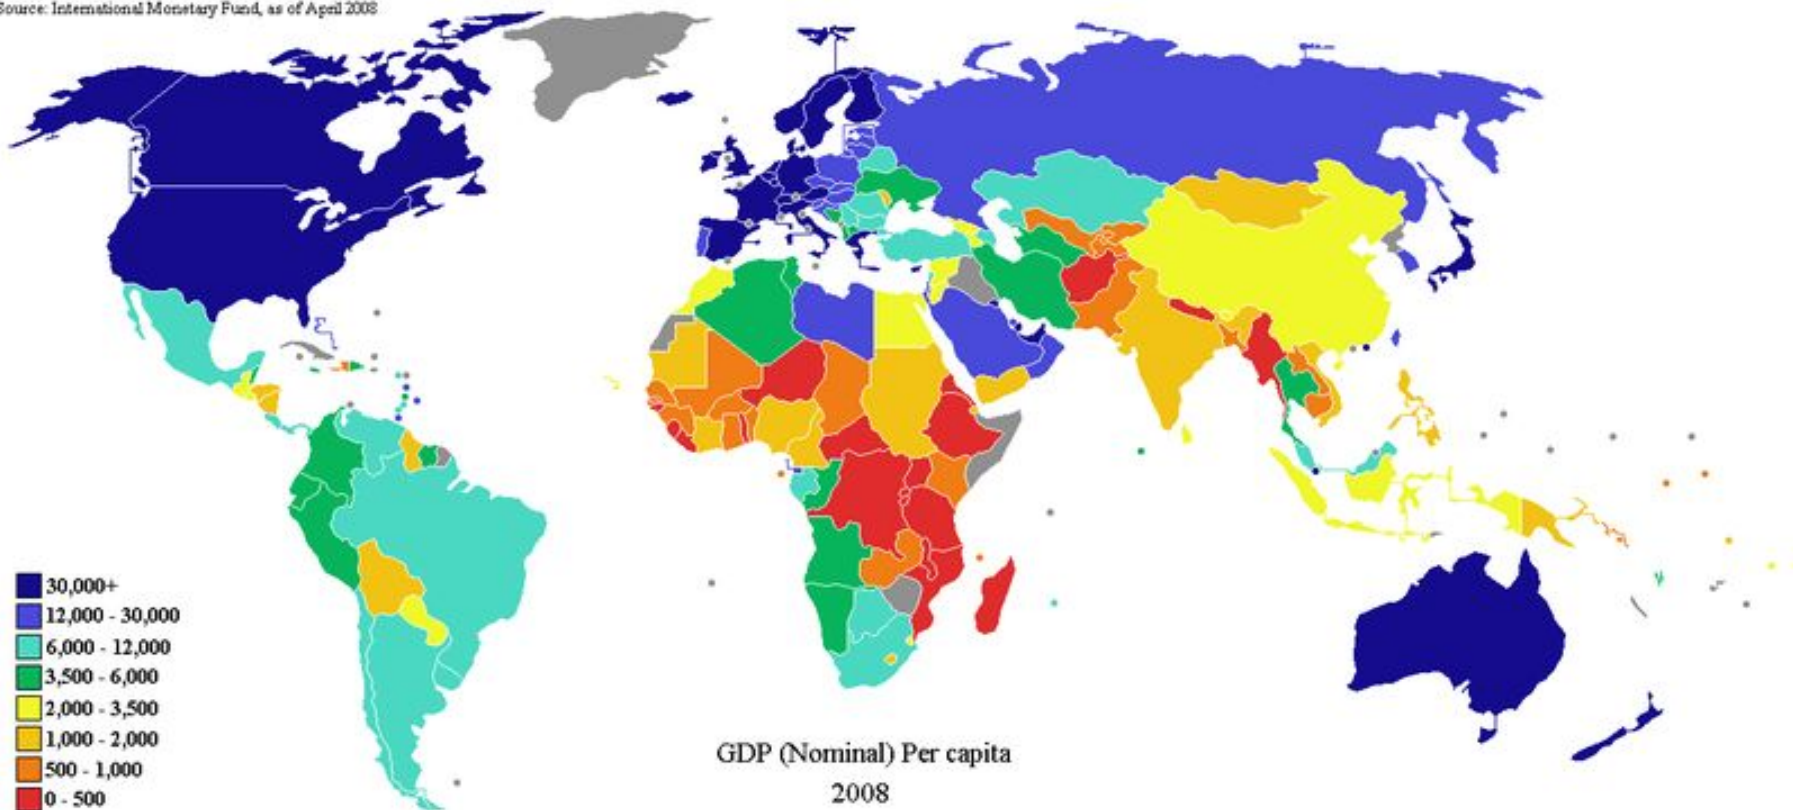 Source: International Monetary Fund, as of April 2008
30,000+
12,000 - 30,000
6,000 - 12,000
3,500 - 6,000
2,000 - 3,500
1,000 - 2,000
500 - 1,000
0 - 500
GDP (Nominal) Per capita
2008